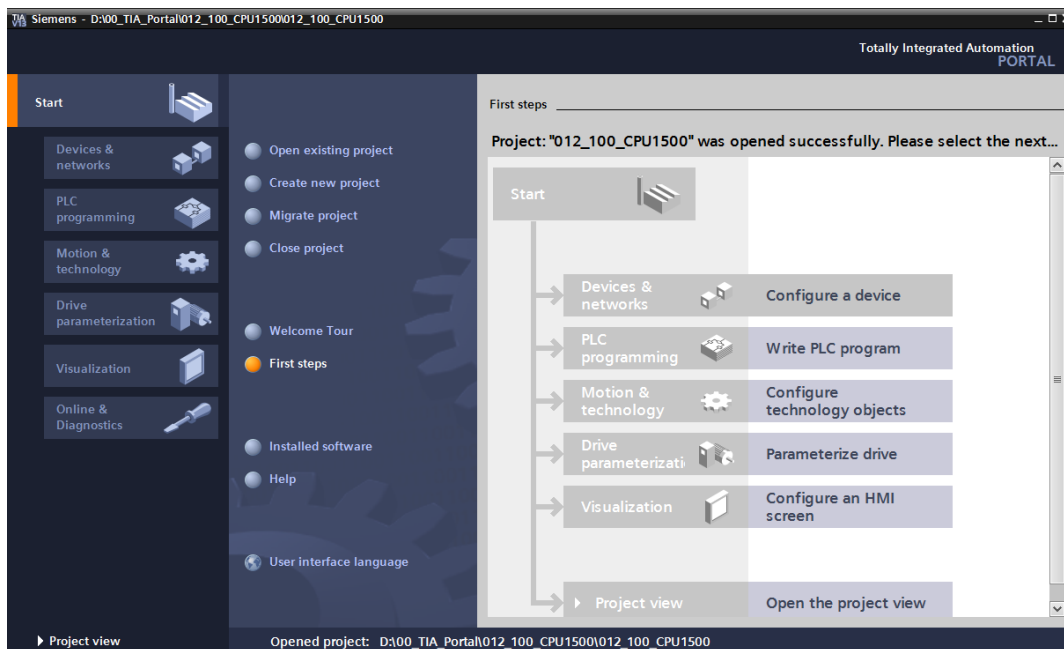 TIA V13 Siemens - D:\00_TIA_Portal\012_100_CPU1500\012_100_CPU1500
Totally Integrated Automation
PORTAL
Start
Devices &
networks
PLC
programming
Motion &
technology
Drive
parameterization
Visualization
Online &
Diagnostics
Project view
Open existing project
Create new project
Migrate project
Close project
Welcome Tour
First steps
Installed software
Help
User interface language
First steps
Project: "012_100_CPU1500" was opened successfully. Please select the next...
Start
Devices &
networks
Configure a device
PLC
programming
Write PLC program
Motion &
technology
Configure
technology objects
Drive
parameterizati
Parameterize drive
Visualization
Configure an HMI
screen
Project view
Open the project view
Opened project: D:\00_TIA_Portal\012_100_CPU1500\012_100_CPU1500